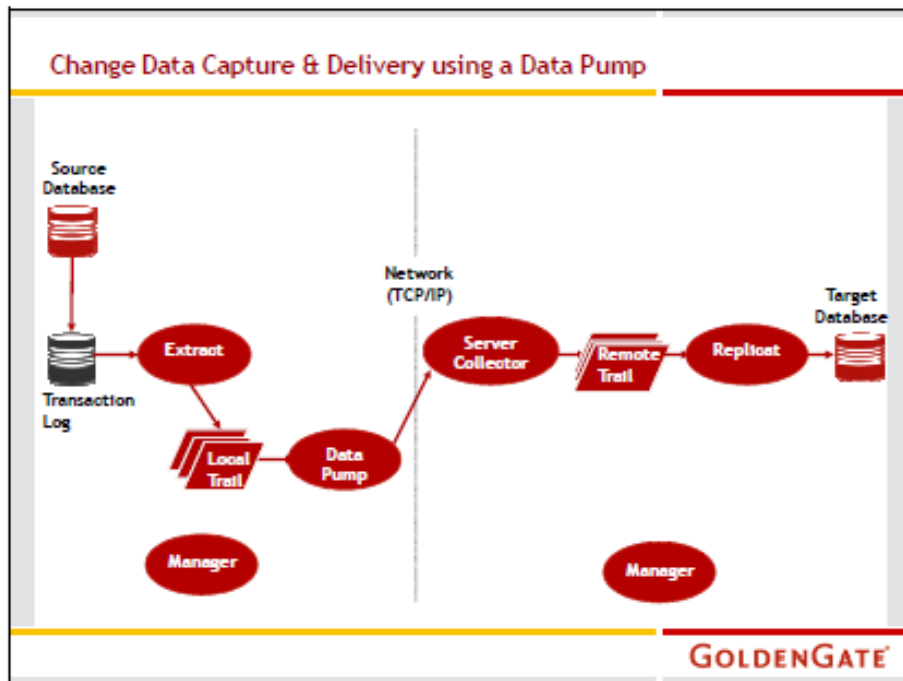 Change Data Capture & Delivery using a Data Pump
Source
Database
Network
(TCP/IP)
Target
Database
Extract
Server
Collector
Remote
Trail
Replicat
Transaction
Log
Local
Trail
Data
Pump
Manager
Manager
GOLDENGATE